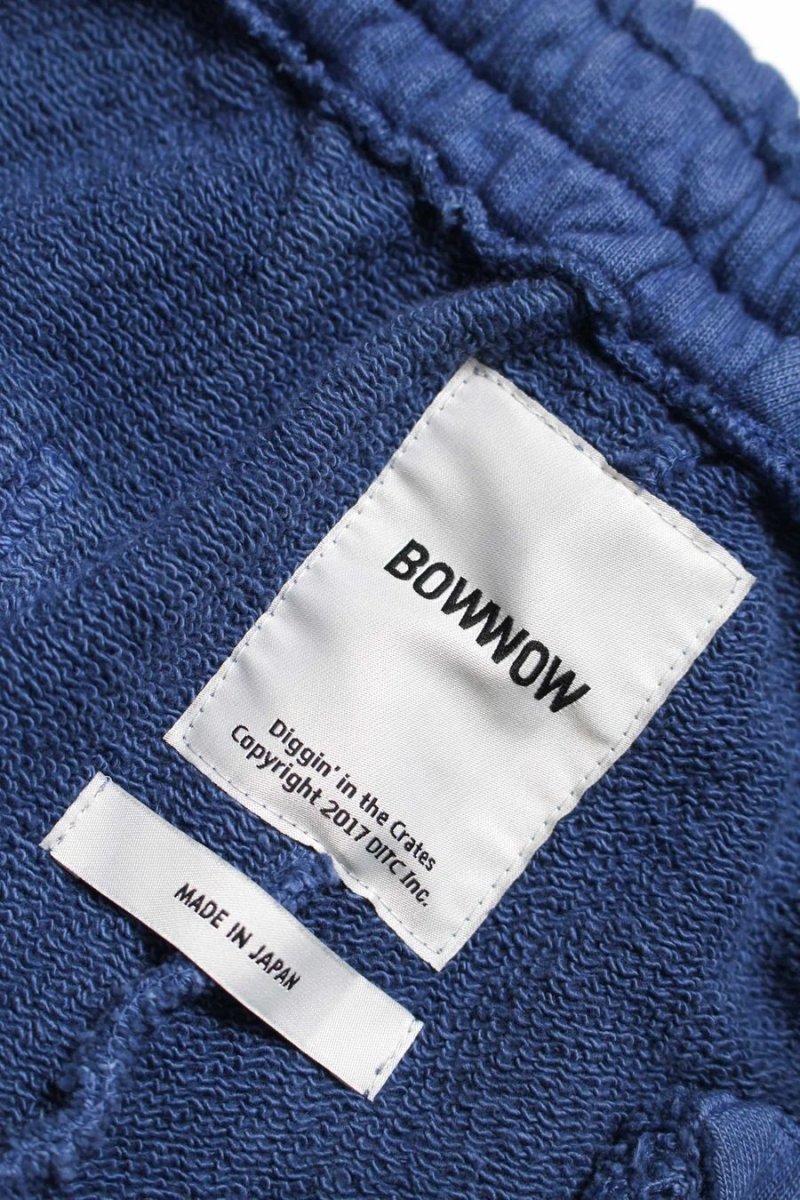 BOWWOW
Diggin' in the Crates
Copyright 2017 DITC Inc.
MADE IN JAPAN